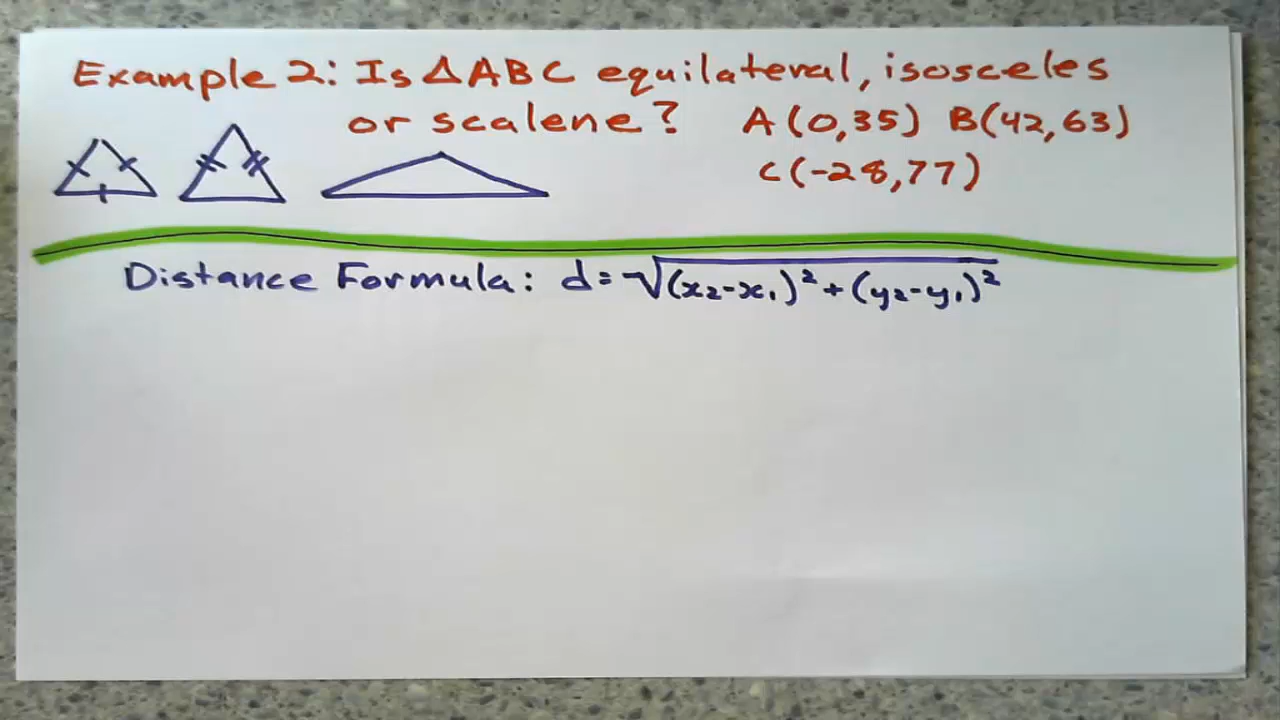 Example 2: Is △ABC equilateral, isosceles
or scalene? A(0,35) B(42,63)
C(-28,77)
Distance Formula: d=√(x₂-x₁)²+(y₂-y₁)²